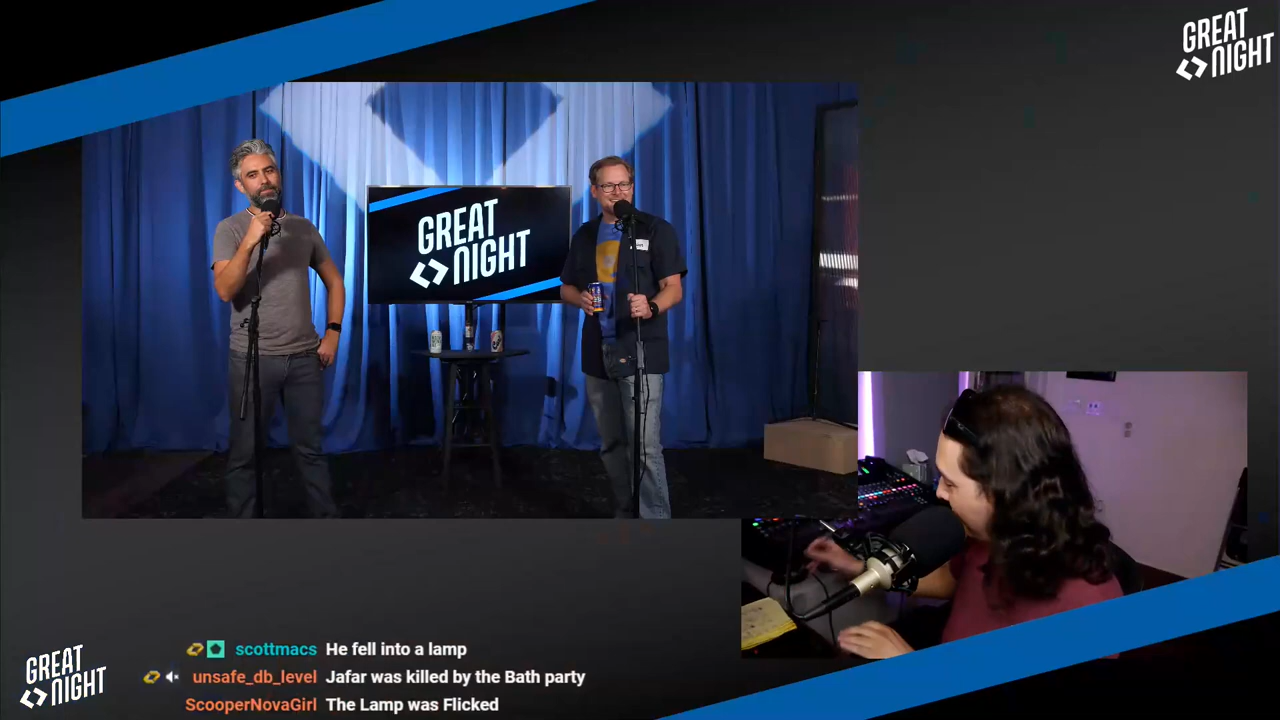 GREAT
NIGHT
GREAT
NIGHT
GREAT
NIGHT
scottmacs He fell into a lamp
unsafe_db_level Jafar was killed by the Bath party
ScooperNovaGirl The Lamp was Flicked